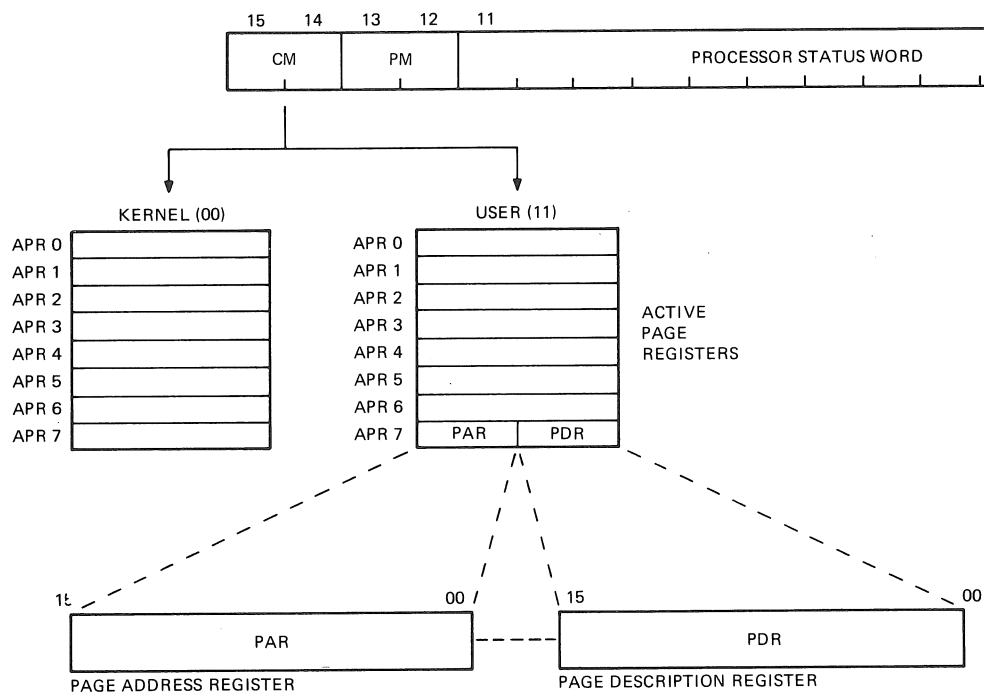 15 14 13 12 11
CM PM PROCESSOR STATUS WORD
KERNEL (00) USER (11)
APR 0 APR 0
APR 1 APR 1
APR 2 APR 2
APR 3 APR 3
APR 4 APR 4
APR 5 APR 5
APR 6 APR 6
APR 7 APR 7 PAR PDR
ACTIVE
PAGE
REGISTERS
00 15 00
PAR PDR
PAGE ADDRESS REGISTER PAGE DESCRIPTION REGISTER